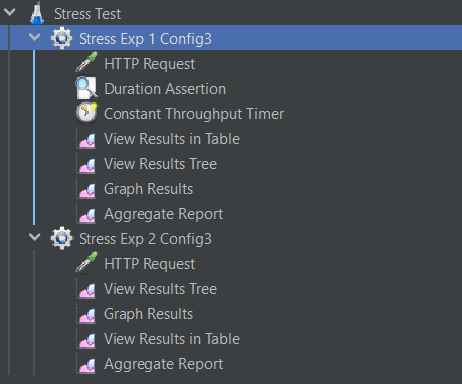 Stress Test
Stress Exp 1 Config3
HTTP Request
Duration Assertion
Constant Throughput Timer
View Results in Table
View Results Tree
Graph Results
Aggregate Report
Stress Exp 2 Config3
HTTP Request
View Results Tree
Graph Results
View Results in Table
Aggregate Report